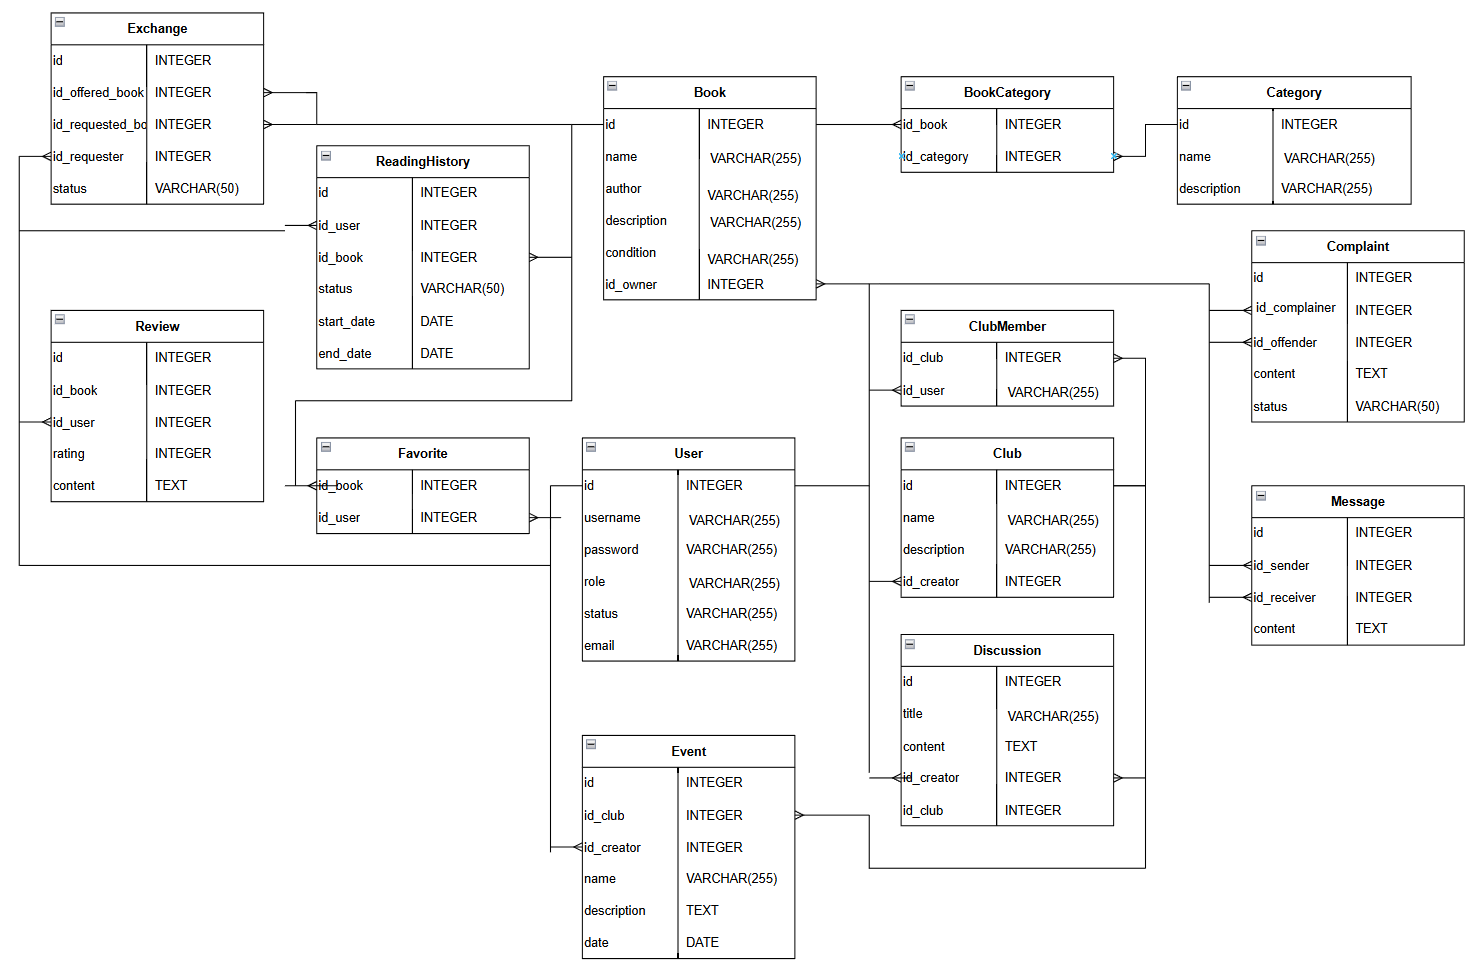 Exchange
id INTEGER
id_offered_book INTEGER
id_requested_bo INTEGER
id_requester INTEGER
status VARCHAR(50)
ReadingHistory
id INTEGER
id_user INTEGER
id_book INTEGER
status VARCHAR(50)
start_date DATE
end_date DATE
Book
id INTEGER
name VARCHAR(255)
author VARCHAR(255)
description VARCHAR(255)
condition VARCHAR(255)
id_owner INTEGER
BookCategory
id_book INTEGER
id_category INTEGER
Category
id INTEGER
name VARCHAR(255)
description VARCHAR(255)
Complaint
id INTEGER
id_complainer INTEGER
id_offender INTEGER
content TEXT
status VARCHAR(50)
Review
id INTEGER
id_book INTEGER
id_user INTEGER
rating INTEGER
content TEXT
Favorite
id_book INTEGER
id_user INTEGER
User
id INTEGER
username VARCHAR(255)
password VARCHAR(255)
role VARCHAR(255)
status VARCHAR(255)
email VARCHAR(255)
ClubMember
id_club INTEGER
id_user VARCHAR(255)
Club
id INTEGER
name VARCHAR(255)
description VARCHAR(255)
id_creator INTEGER
Message
id INTEGER
id_sender INTEGER
id_receiver INTEGER
content TEXT
Discussion
id INTEGER
title VARCHAR(255)
content TEXT
id_creator INTEGER
id_club INTEGER
Event
id INTEGER
id_club INTEGER
id_creator INTEGER
name VARCHAR(255)
description TEXT
date DATE